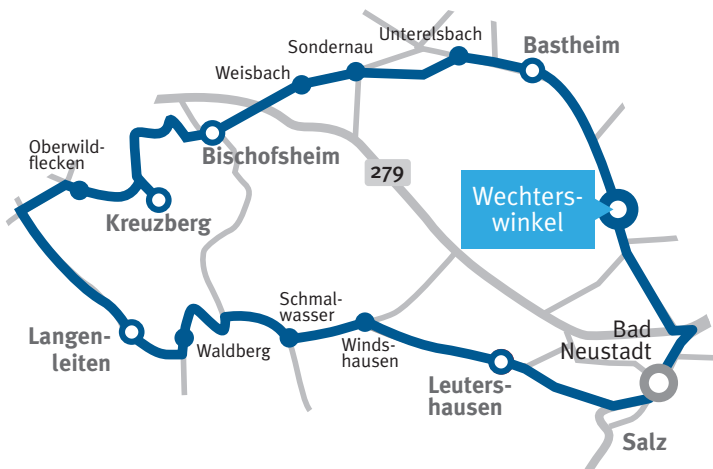 Unterelsbach
Sondernau
Bastheim
Weisbach
Oberwild-
flecken
Bischofsheim
279
Wechters-
winkel
Kreuzberg
Schmal-
wasser
Langen-
leiten
Waldberg
Winds-
hausen
Bad
Neustadt
Leuters-
hausen
Salz